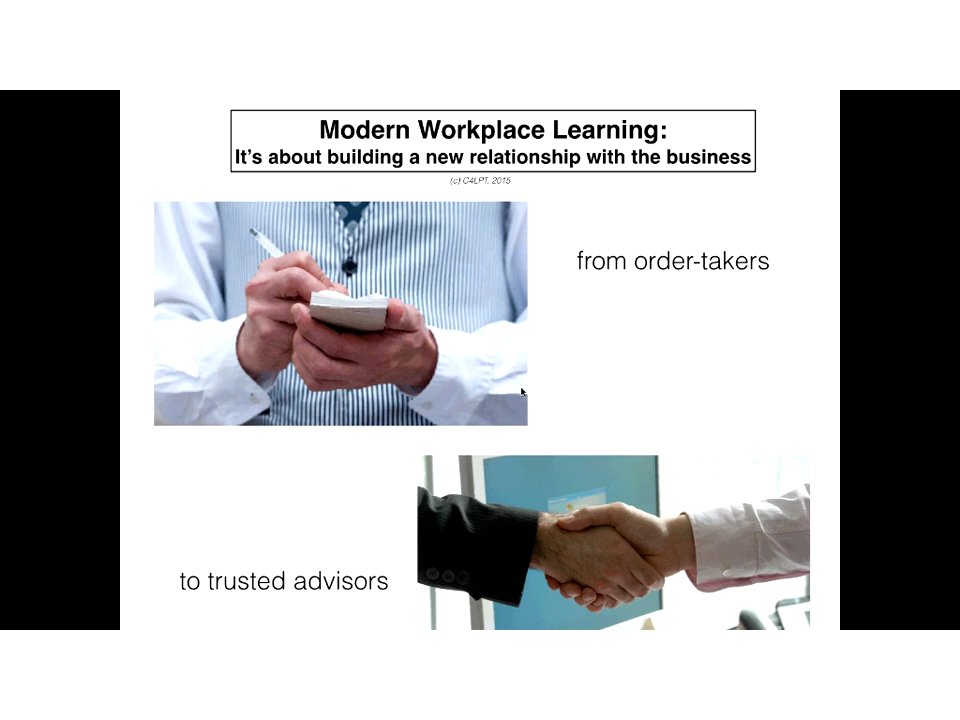 Modern Workplace Learning:
It's about building a new relationship with the business
(c) C4LPT, 2015
from order-takers
to trusted advisors